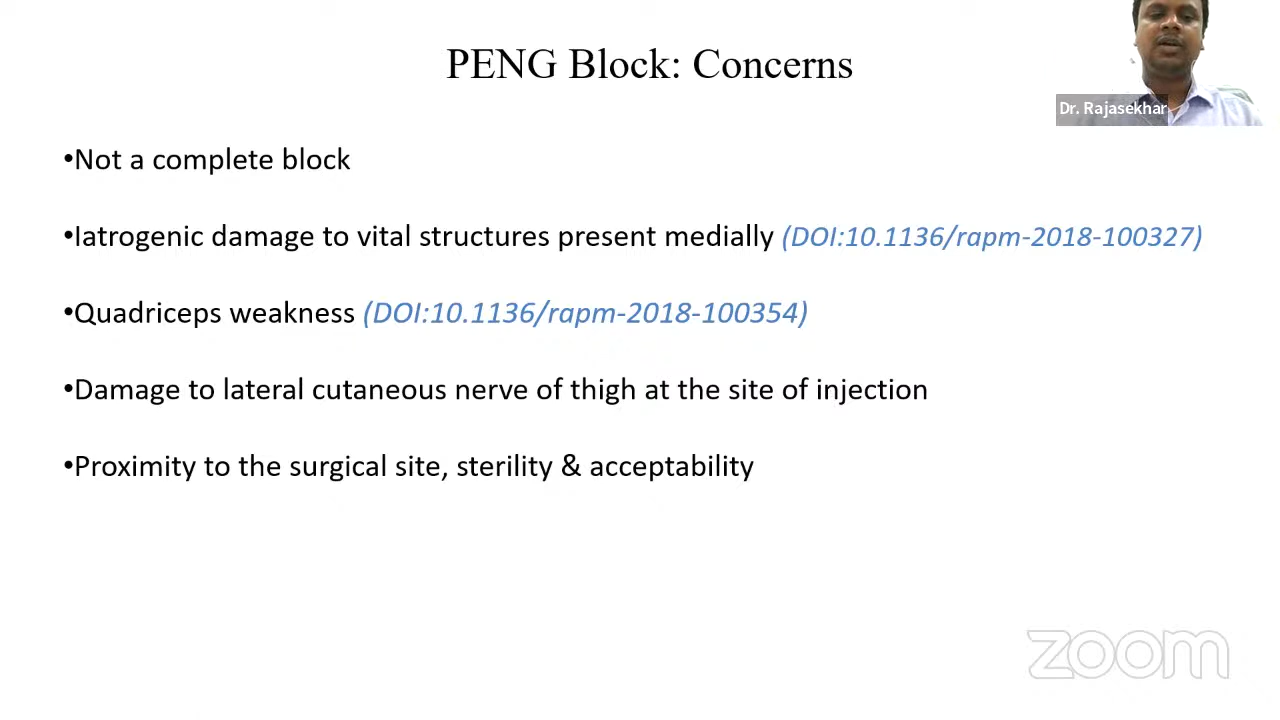 PENG Block: Concerns
Dr. Rajasekhar
•Not a complete block
•Iatrogenic damage to vital structures present medially (DOI:10.1136/rapm-2018-100327)
•Quadriceps weakness (DOI:10.1136/rapm-2018-100354)
•Damage to lateral cutaneous nerve of thigh at the site of injection
•Proximity to the surgical site, sterility & acceptability
zoom